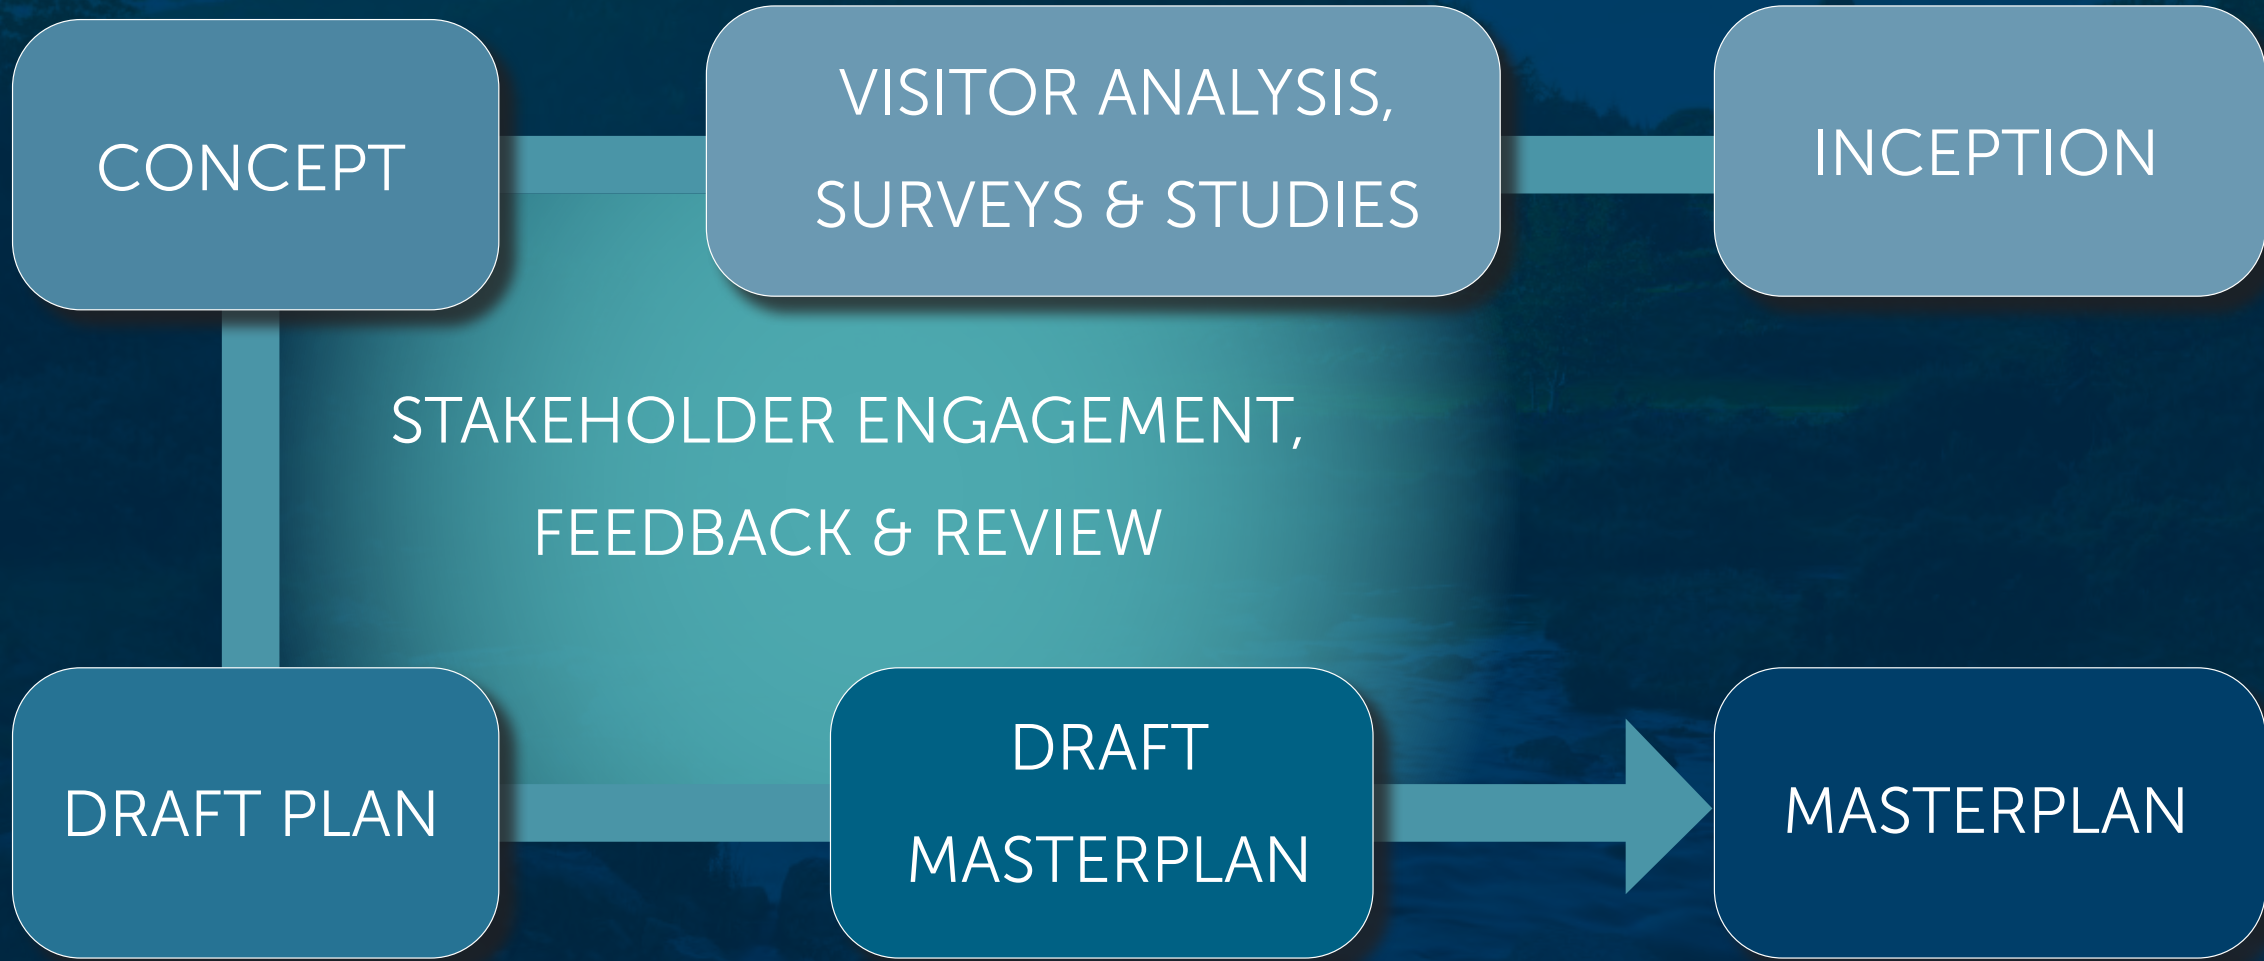 CONCEPT
VISITOR ANALYSIS,
SURVEYS & STUDIES
INCEPTION
STAKEHOLDER ENGAGEMENT,
FEEDBACK & REVIEW
DRAFT PLAN
DRAFT
MASTERPLAN
MASTERPLAN